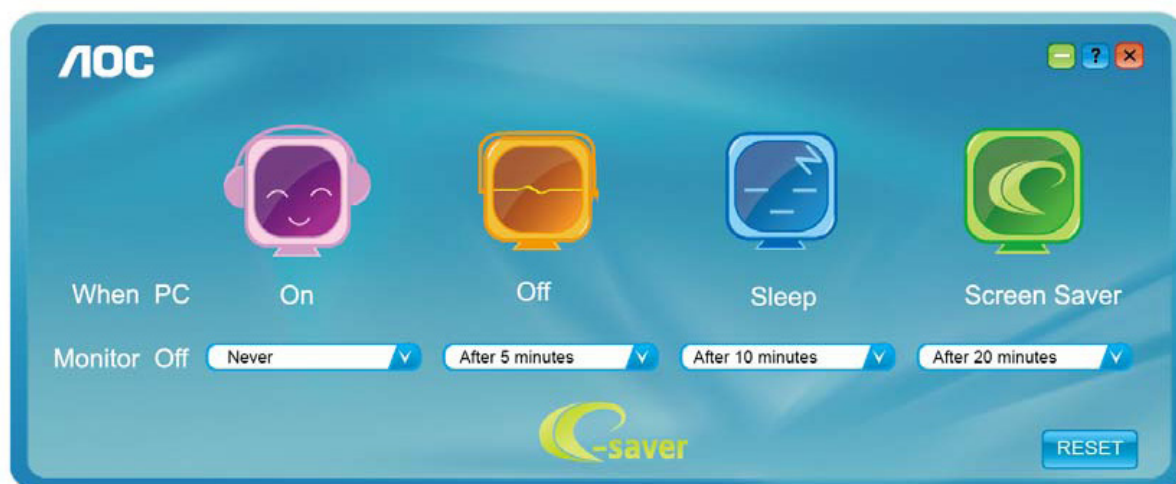 AOC
?
When PC On Off Sleep Screen Saver
Monitor Off Never After 5 minutes After 10 minutes After 20 minutes
e-saver
RESET